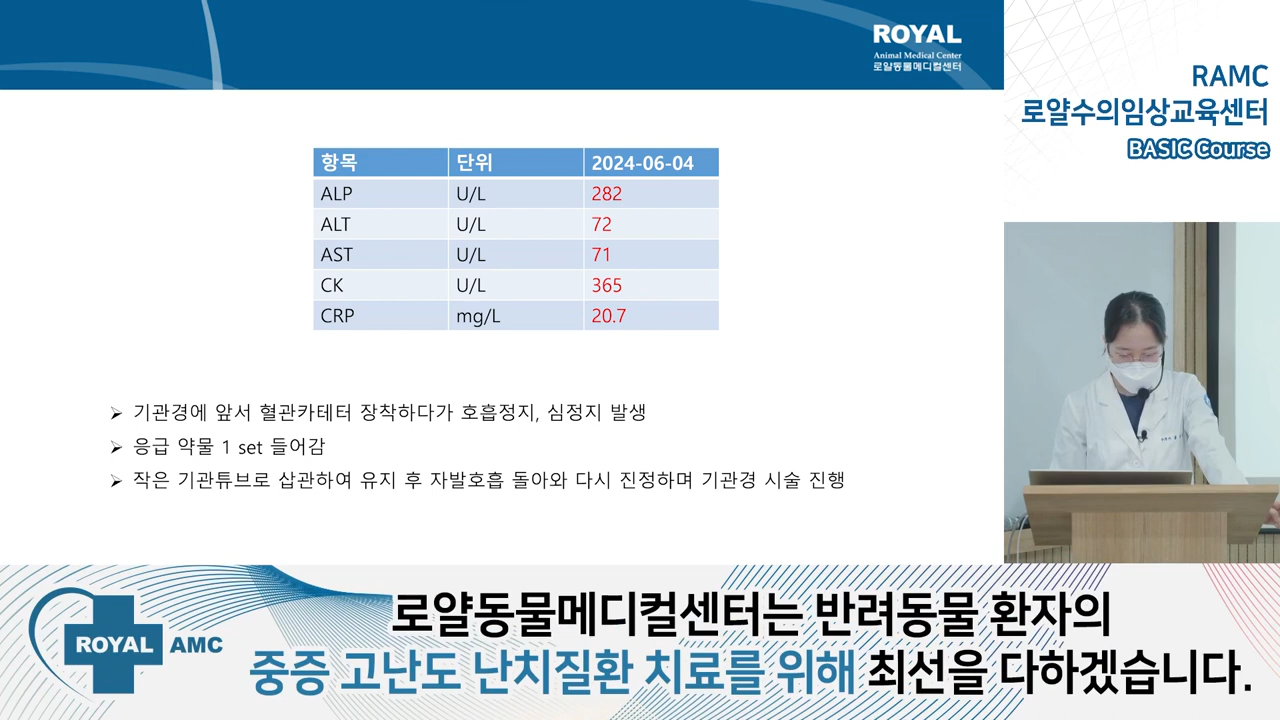 ROYAL
Animal Medical Center
로얄동물메디컬센터
RAMC
로얄수의임상교육센터
BASIC Course
항목 단위 2024-06-04
ALP U/L 282
ALT U/L 72
AST U/L 71
CK U/L 365
CRP mg/L 20.7
➢ 기관경에 앞서 혈관카테터 장착하다가 호흡정지, 심정지 발생
➢ 응급 약물 1 set 들어감
➢ 작은 기관튜브로 삽관하여 유지 후 자발호흡 돌아와 다시 진정하며 기관경 시술 진행
ROYAL AMC
로얄동물메디컬센터는 반려동물 환자의
중증 고난도 난치질환 치료를 위해 최선을 다하겠습니다.